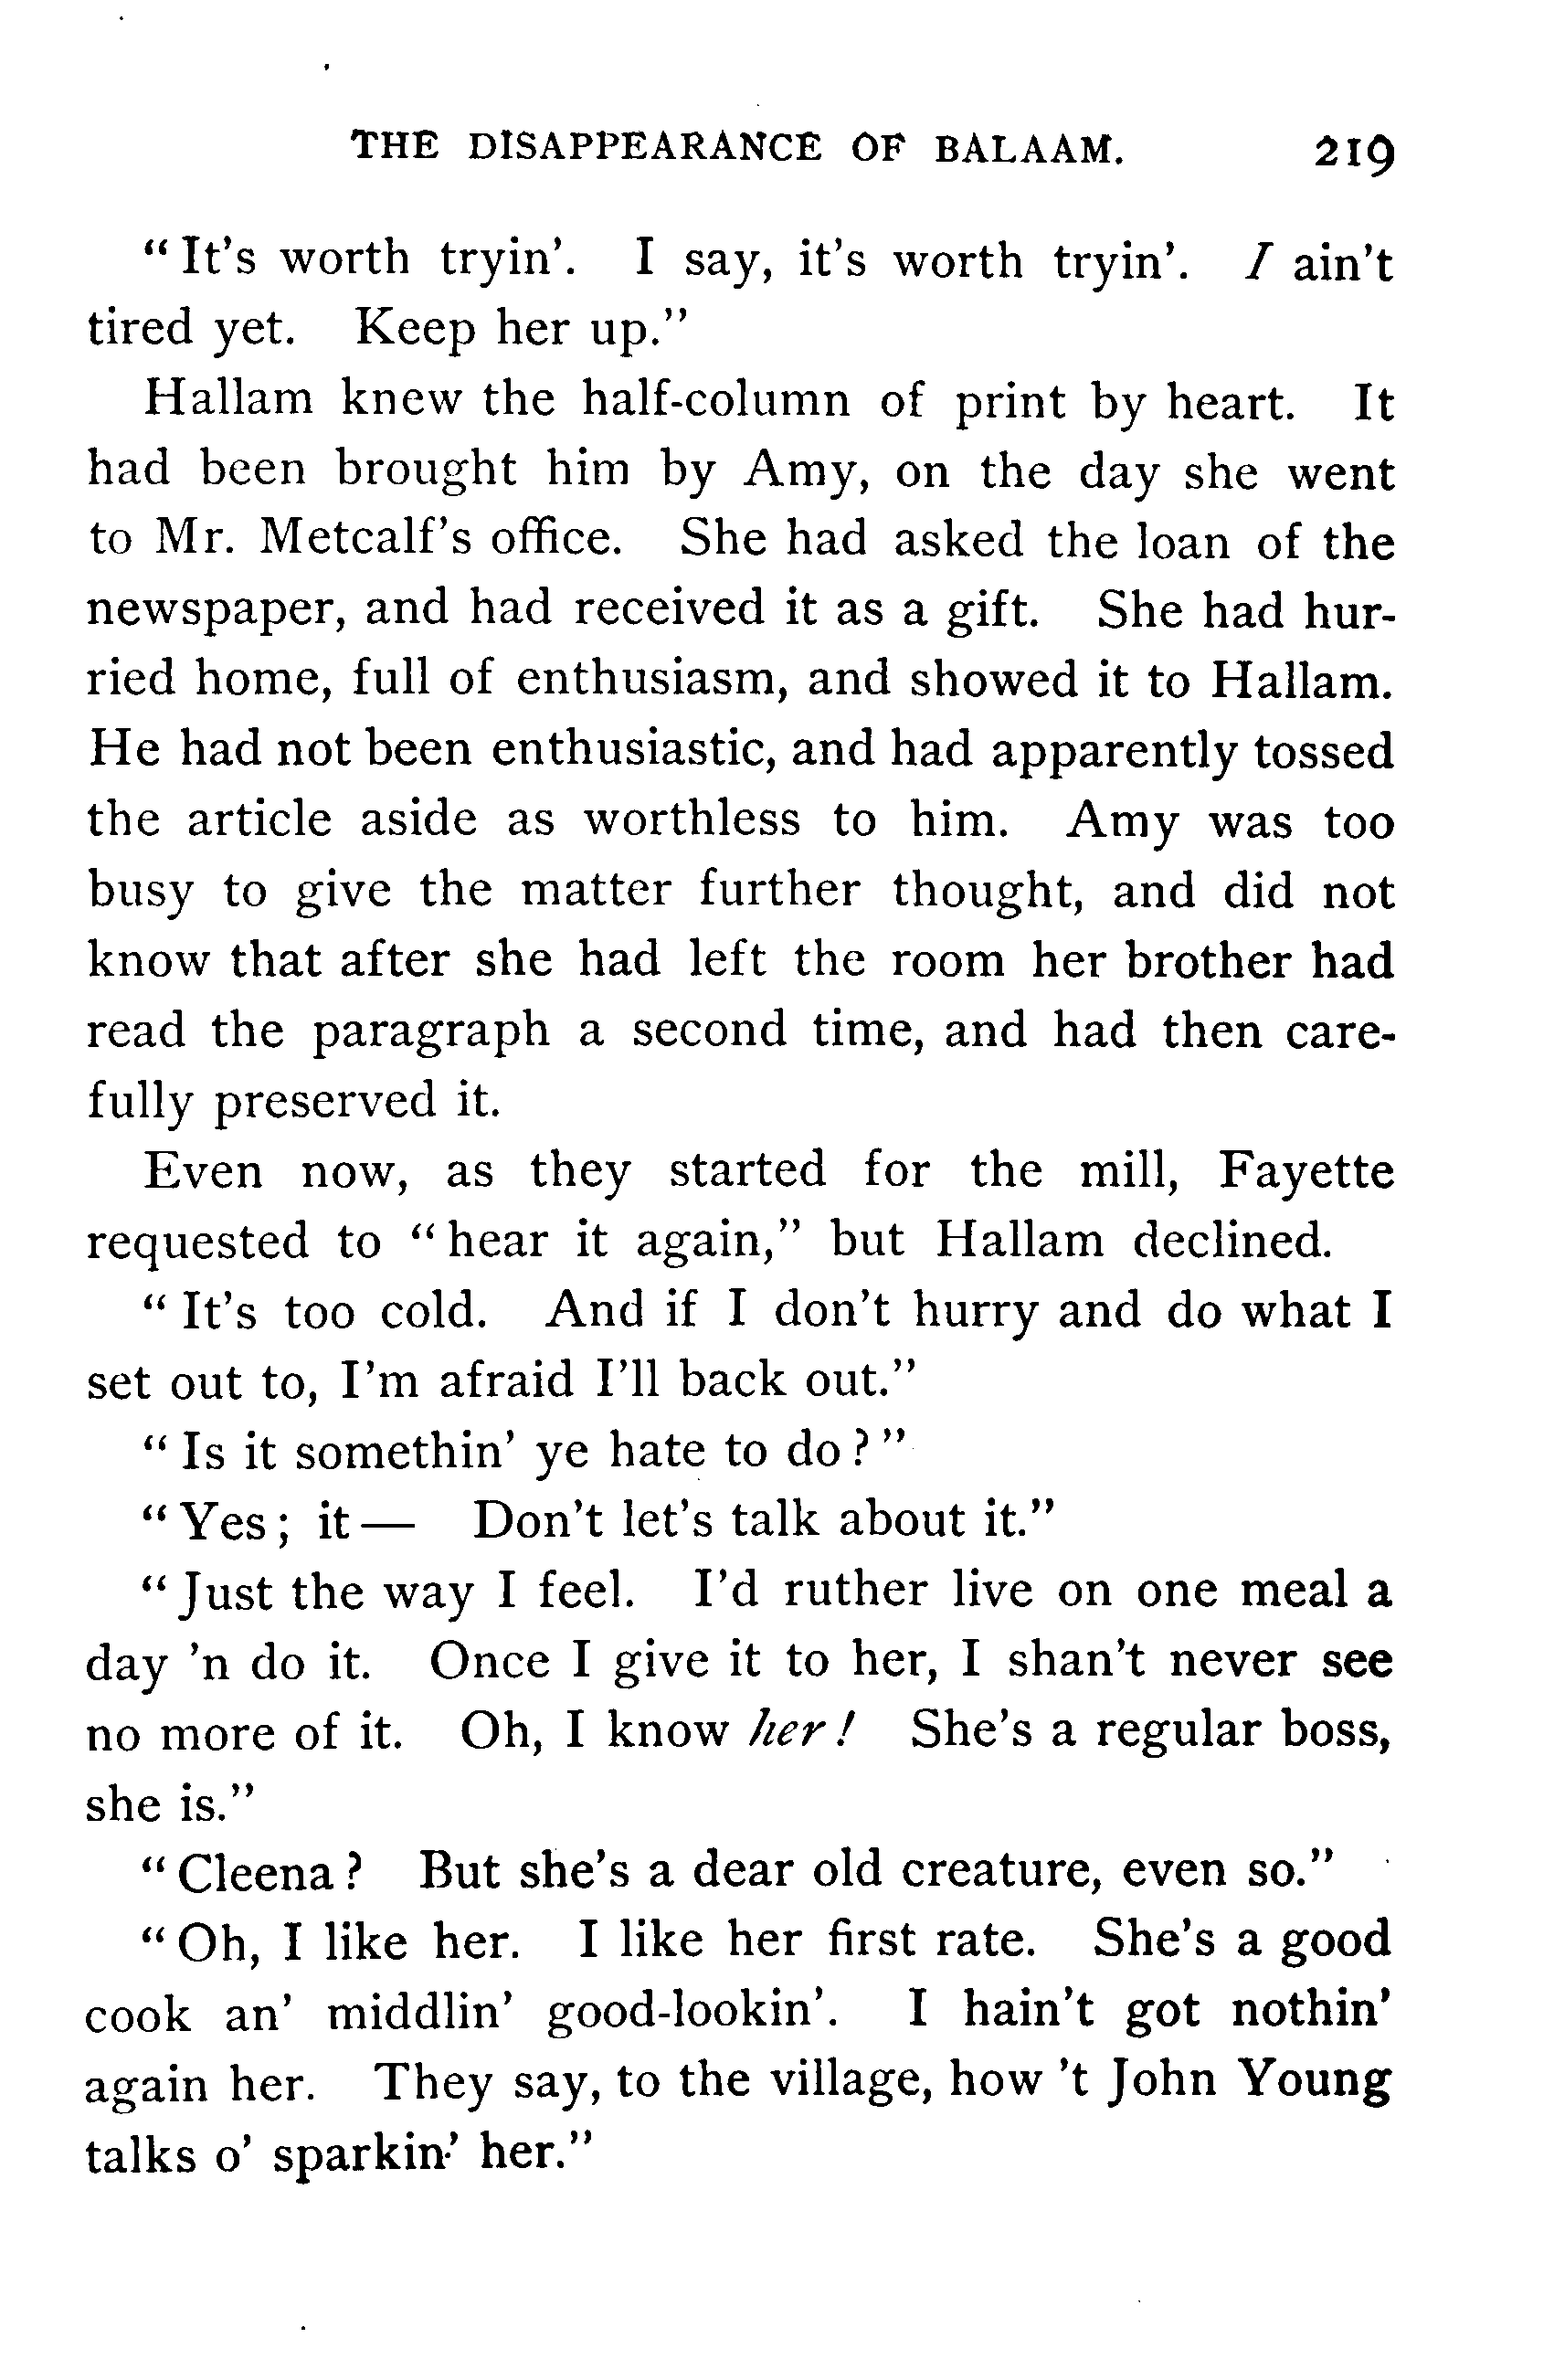 THE DISAPPEARANCE OF BALAAM. 219
"It's worth tryin'. I say, it's worth tryin'. I ain't
tired yet. Keep her up."
Hallam knew the half-column of print by heart. It
had been brought him by Amy, on the day she went
to Mr. Metcalf's office. She had asked the loan of the
newspaper, and had received it as a gift. She had hur-
ried home, full of enthusiasm, and showed it to Hallam.
He had not been enthusiastic, and had apparently tossed
the article aside as worthless to him. Amy was too
busy to give the matter further thought, and did not
know that after she had left the room her brother had
read the paragraph a second time, and had then care-
fully preserved it.
Even now, as they started for the mill, Fayette
requested to "hear it again," but Hallam declined.
"It's too cold. And if I don't hurry and do what I
set out to, I'm afraid I'll back out."
"Is it somethin' ye hate to do?"
"Yes; it— Don't let's talk about it."
"Just the way I feel. I'd ruther live on one meal a
day 'n do it. Once I give it to her, I shan't never see
no more of it. Oh, I know her! She's a regular boss,
she is."
"Cleena? But she's a dear old creature, even so."
"Oh, I like her. I like her first rate. She's a good
cook an' middlin' good-lookin'. I hain't got nothin'
again her. They say, to the village, how 't John Young
talks o' sparkin' her."